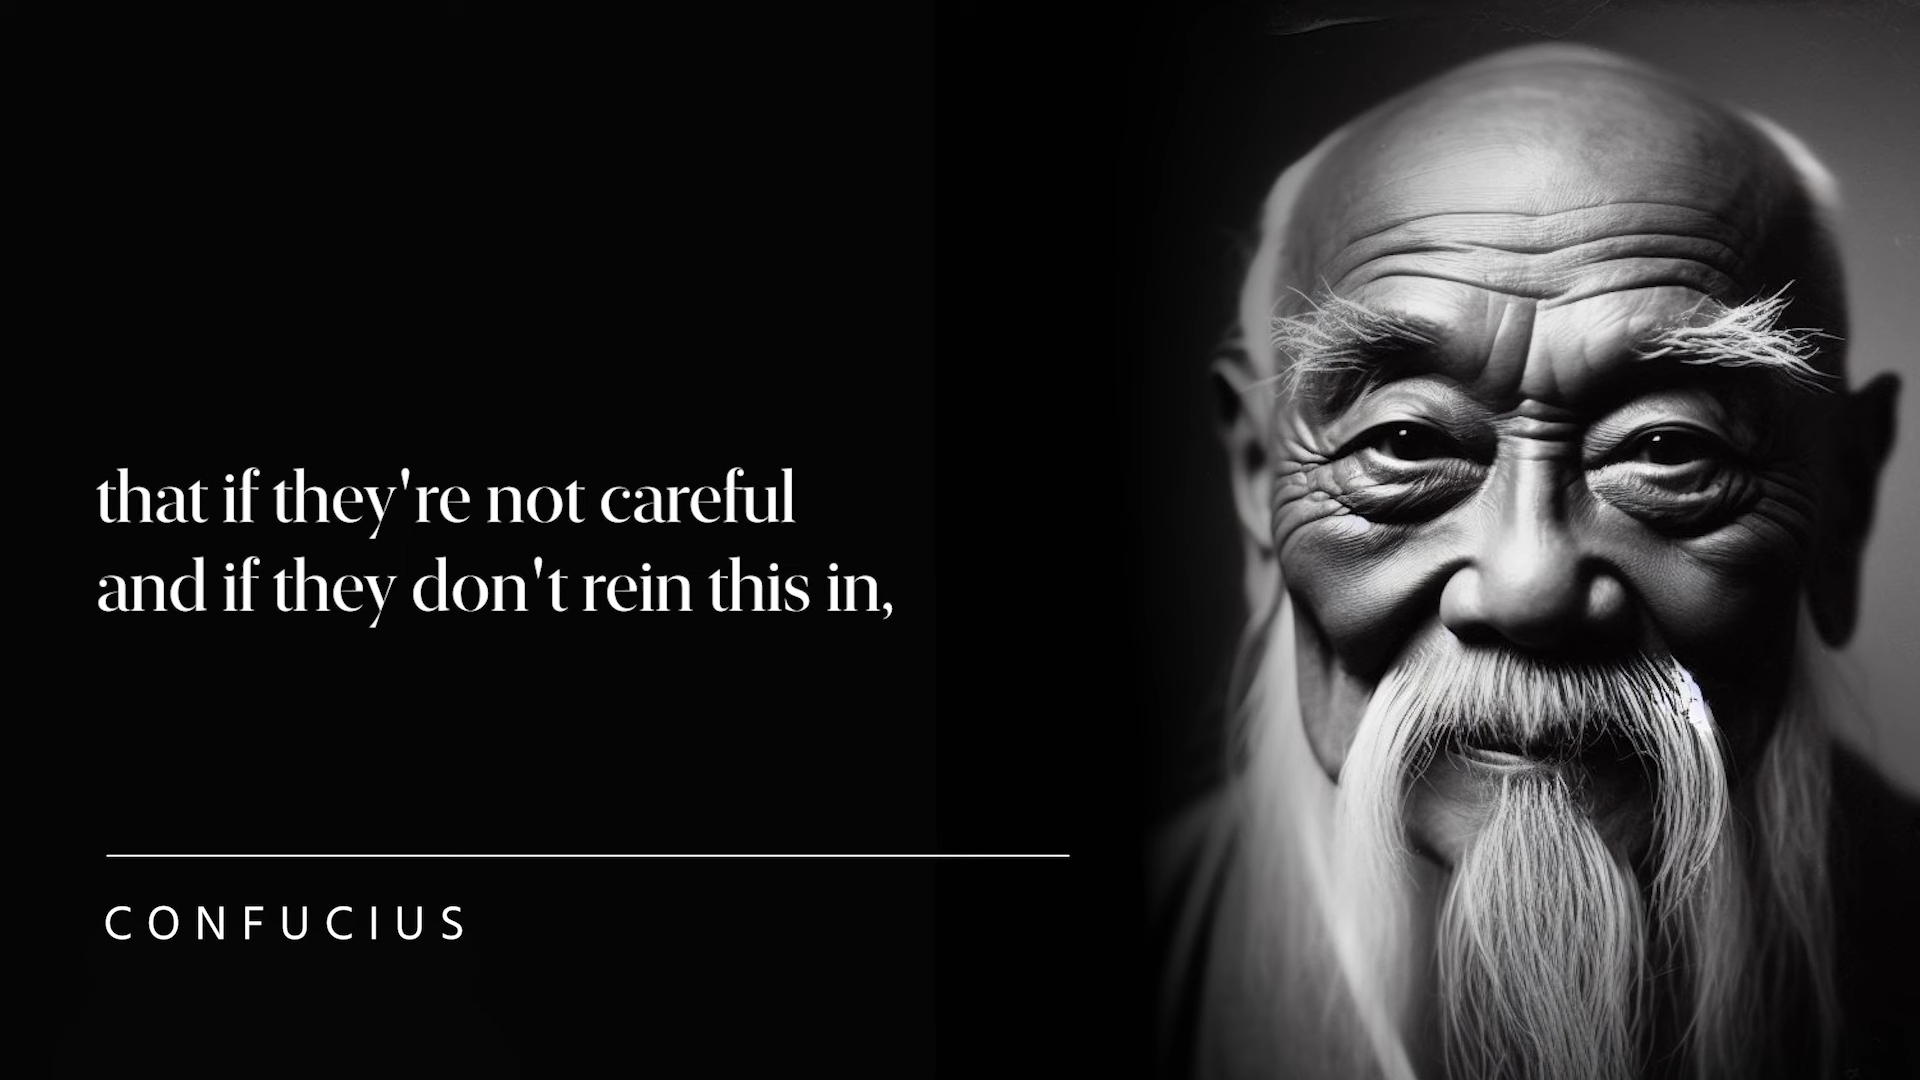 that if they're not careful
and if they don't rein this in,
CONFUCIUS